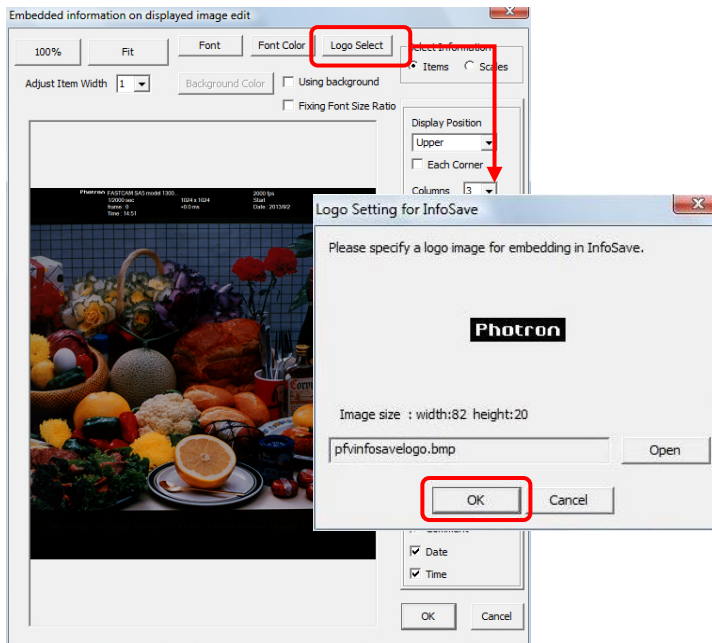 Embedded information on displayed image edit
100% Fit Font Font Color Logo Select
Select Information
Items Scales
Adjust Item Width 1 Background Color Using background
Fixing Font Size Ratio
Display Position
Upper
Each Corner
Columns 3
Photron FASTCAM SA5 model 1300.. 2000 fps
1/2000 sec 1024 x 1024 Start
frame : 0 +0.0 ms Date : 2013/9/2
Time : 14:51
Logo Setting for InfoSave
Please specify a logo image for embedding in InfoSave.
Photron
Image size : width:82 height:20
pfvinfosavelogo.bmp Open
OK Cancel
Comment
Date
Time
OK Cancel